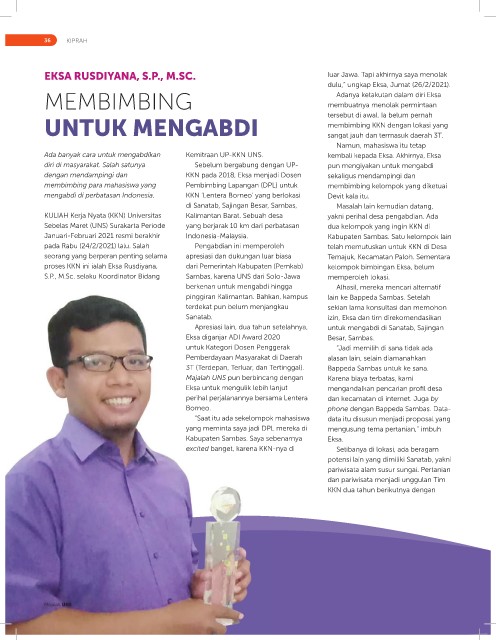 36 KIPRAH
EKSA RUSDIYANA, S.P., M.SC.
MEMBIMBING
UNTUK MENGABDI
Ada banyak cara untuk mengabdikan
diri di masyarakat. Salah satunya
dengan mendampingi dan
membimbing para mahasiswa yang
mengabdi di perbatasan Indonesia.
KULIAH Kerja Nyata (KKN) Universitas
Sebelas Maret (UNS) Surakarta Periode
Januari-Februari 2021 resmi berakhir
pada Rabu (24/2/2021) lalu. Salah
seorang yang berperan penting selama
proses KKN ini ialah Eksa Rusdiyana,
S.P., M.Sc. selaku Koordinator Bidang
Kemitraan UP-KKN UNS.
Sebelum bergabung dengan UP-
KKN pada 2018, Eksa menjadi Dosen
Pembimbing Lapangan (DPL) untuk
KKN 'Lentera Borneo' yang berlokasi
di Sanatab, Sajingan Besar, Sambas,
Kalimantan Barat. Sebuah desa
yang berjarak 10 km dari perbatasan
Indonesia-Malaysia.
Pengabdian ini memperoleh
apresiasi dan dukungan luar biasa
dari Pemerintah Kabupaten (Pemkab)
Sambas, karena UNS dari Solo-Jawa
berkenan untuk mengabdi hingga
pinggiran Kalimantan. Bahkan, kampus
terdekat pun belum menjangkau
Sanatab.
Apresiasi lain, dua tahun setelahnya,
Eksa diganjar ADI Award 2020
untuk Kategori Dosen Penggerak
Pemberdayaan Masyarakat di Daerah
3T (Terdepan, Terluar, dan Tertinggal).
Majalah UNS pun berbincang dengan
Eksa untuk mengulik lebih lanjut
perihal perjalanannya bersama Lentera
Borneo.
"Saat itu ada sekelompok mahasiswa
yang meminta saya jadi DPL mereka di
Kabupaten Sambas. Saya sebenarnya
excited banget, karena KKN-nya di
luar Jawa. Tapi akhirnya saya menolak
dulu," ungkap Eksa, Jumat (26/2/2021).
Adanya ketakutan dalam diri Eksa
membuatnya menolak permintaan
tersebut di awal. Ia belum pernah
membimbing KKN dengan lokasi yang
sangat jauh dan termasuk daerah 3T.
Namun, mahasiswa itu tetap
kembali kepada Eksa. Akhirnya, Eksa
pun mengiyakan untuk mengabdi
sekaligus mendampingi dan
membimbing kelompok yang diketuai
Devit kala itu.
Masalah lain kemudian datang,
yakni perihal desa pengabdian. Ada
dua kelompok yang ingin KKN di
Kabupaten Sambas. Satu kelompok lain
telah memutuskan untuk KKN di Desa
Temajuk, Kecamatan Paloh. Sementara
kelompok bimbingan Eksa, belum
memperoleh lokasi.
Alhasil, mereka mencari alternatif
lain ke Bappeda Sambas. Setelah
sekian lama konsultasi dan memohon
izin, Eksa dan tim direkomendasikan
untuk mengabdi di Sanatab, Sajingan
Besar, Sambas.
"Jadi memilih di sana tidak ada
alasan lain, selain diamanahkan
Bappeda Sambas untuk ke sana.
Karena biaya terbatas, kami
mengandalkan pencarian profil desa
dan kecamatan di internet. Juga by
phone dengan Bappeda Sambas. Data-
data itu disusun menjadi proposal yang
mengusung tema pertanian," imbuh
Eksa.
Setibanya di lokasi, ada beragam
potensi lain yang dimiliki Sanatab, yakni
pariwisata alam susur sungai. Pertanian
dan pariwisata menjadi unggulan Tim
KKN dua tahun berikutnya dengan